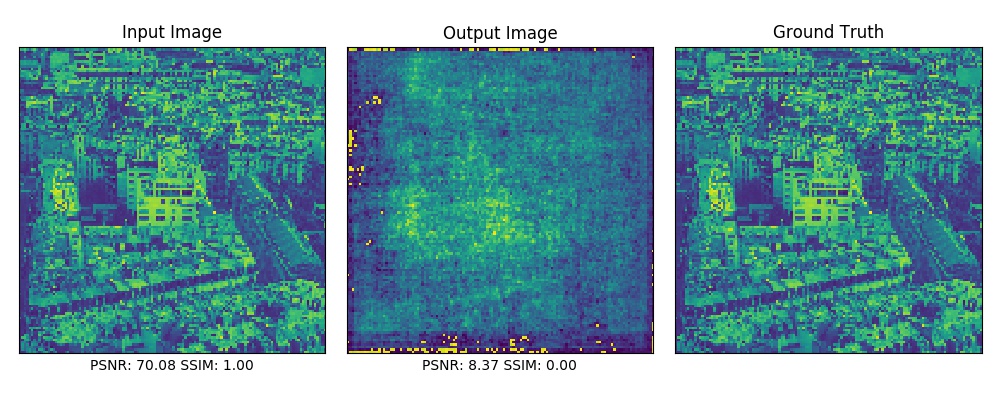 Input Image
Output Image
Ground Truth
PSNR: 70.08 SSIM: 1.00
PSNR: 8.37 SSIM: 0.00